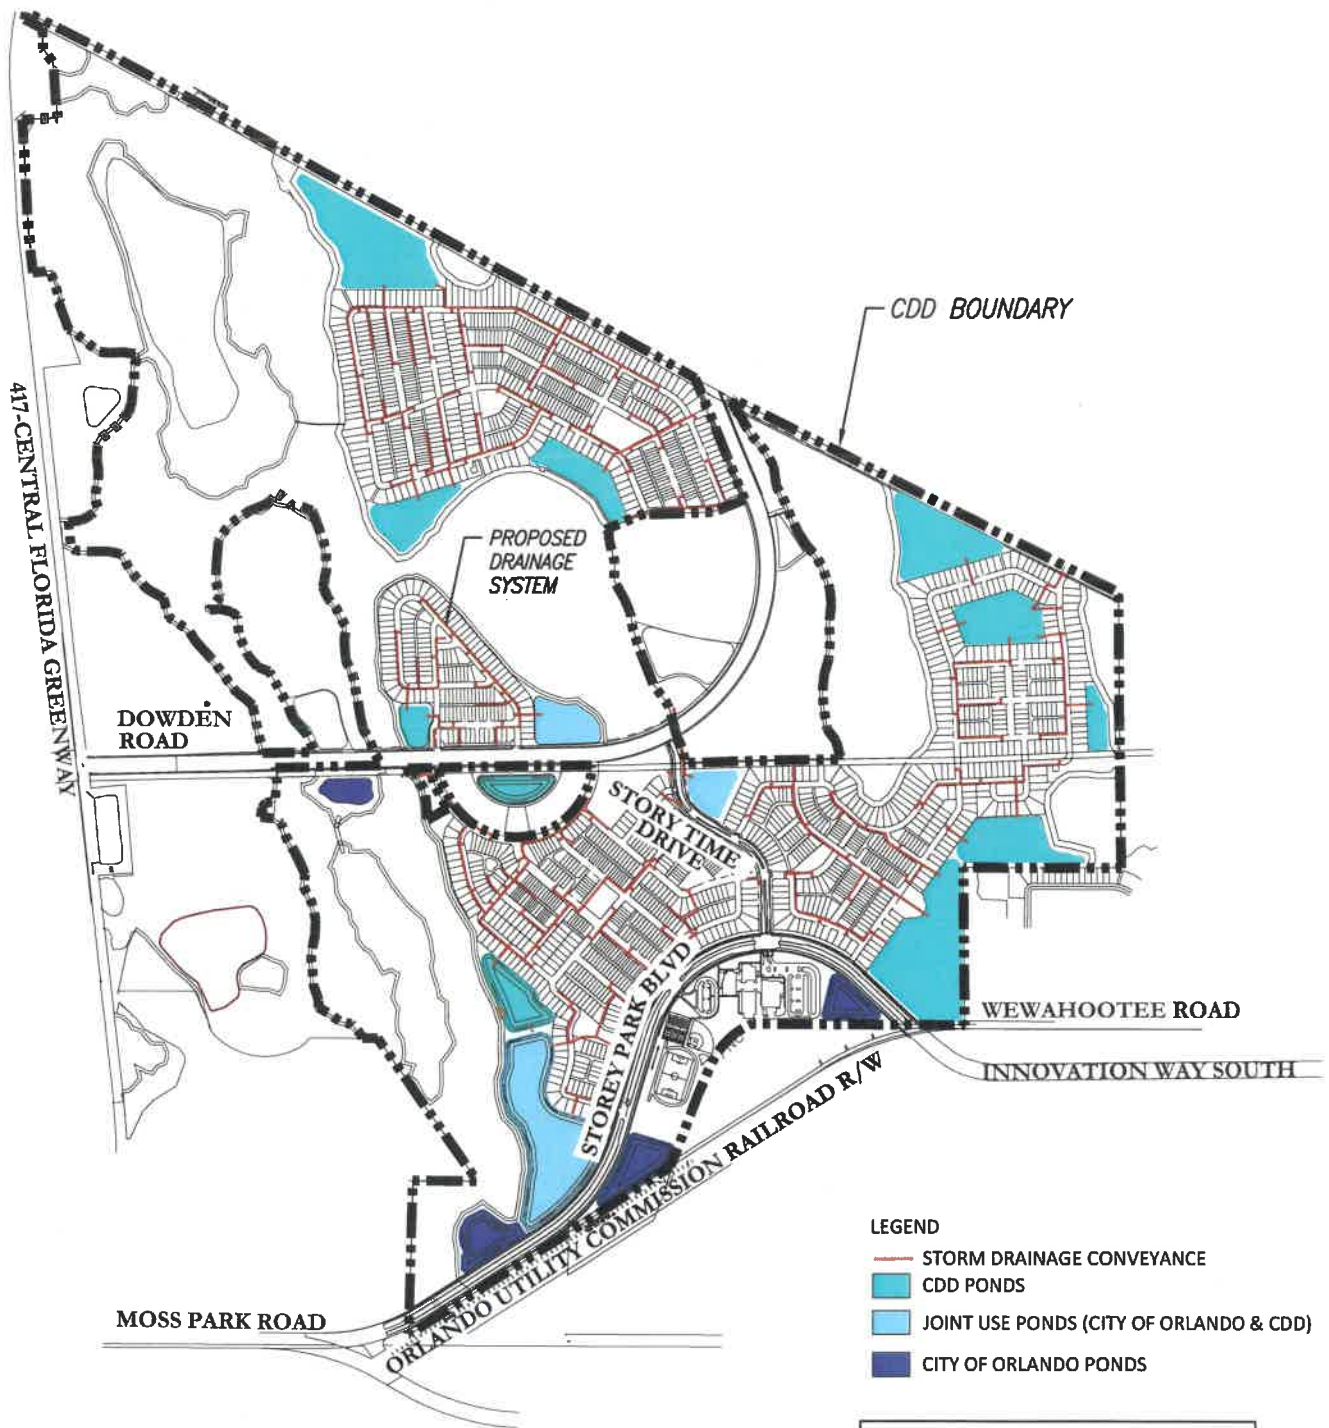 CDD BOUNDARY
417-CENTRAL FLORIDA GREENWAY
PROPOSED
DRAINAGE
SYSTEM
DOWDEN
ROAD
STORY TIME
DRIVE
STOREY PARK BLVD
WEWAHOOTEE ROAD
INNOVATION WAY SOUTH
ORLANDO UTILITY COMMISSION RAILROAD R/W
MOSS PARK ROAD
LEGEND
STORM DRAINAGE CONVEYANCE
CDD PONDS
JOINT USE PONDS (CITY OF ORLANDO & CDD)
CITY OF ORLANDO PONDS